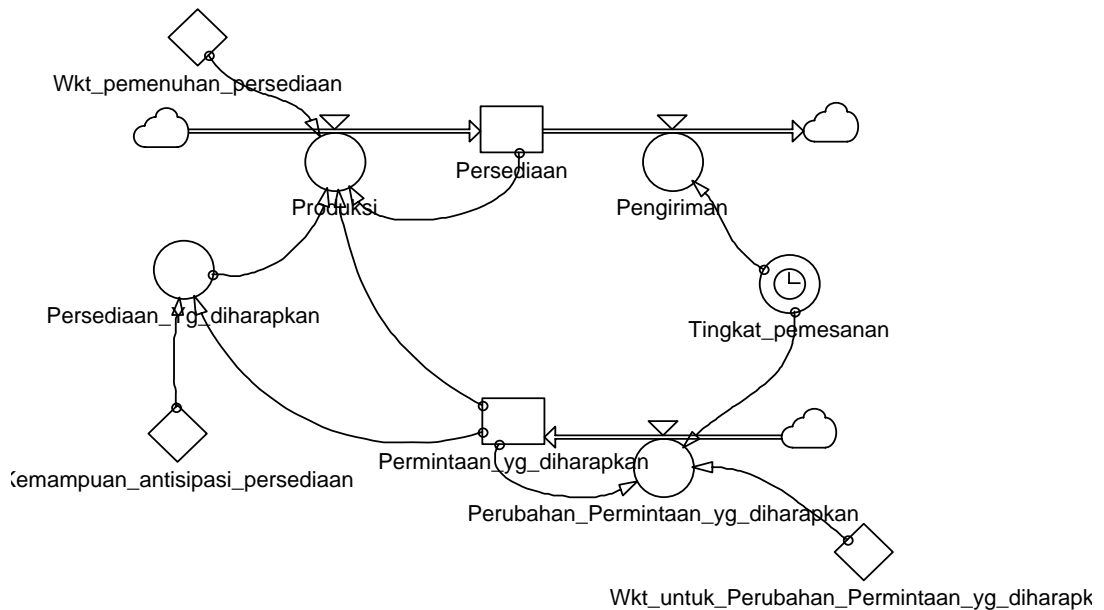 Wkt_pemenuhan_persediaan
Persediaan
Produksi
Pengiriman
Persediaan_Yg_diharapkan
Tingkat_pemesanan
Permintaan_yg_diharapkan
Kemampuan_antisipasi_persediaan
Perubahan_Permintaan_yg_diharapkan
Wkt_untuk_Perubahan_Permintaan_yg_diharapk